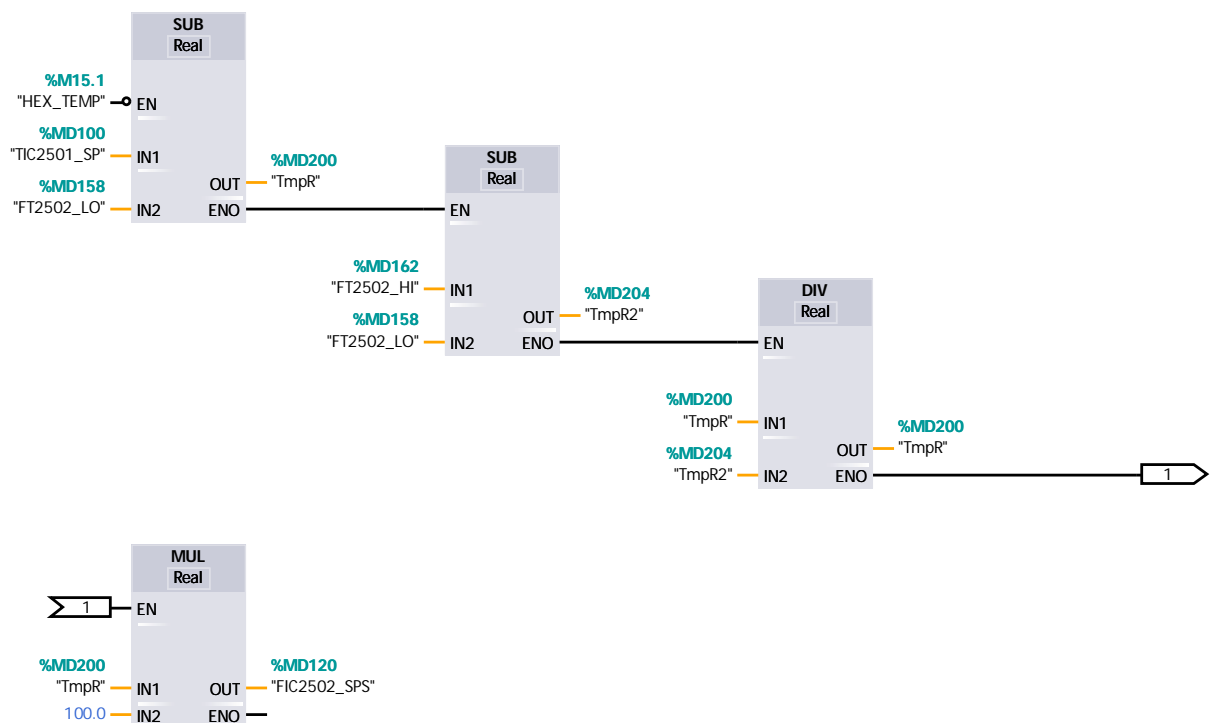 SUB
Real
%M15.1
"HEX_TEMP" EN
%MD100
"TIC2501_SP" IN1
%MD158
"FT2502_LO" IN2
%MD200
OUT "TmpR"
ENO
SUB
Real
EN
%MD162
"FT2502_HI" IN1
%MD158
"FT2502_LO" IN2
%MD204
OUT "TmpR2"
ENO
DIV
Real
EN
%MD200
"TmpR" IN1
%MD204
"TmpR2" IN2
%MD200
OUT "TmpR"
ENO 1
MUL
Real
1 EN
%MD200
"TmpR" IN1
100.0 IN2
%MD120
OUT "FIC2502_SPS"
ENO